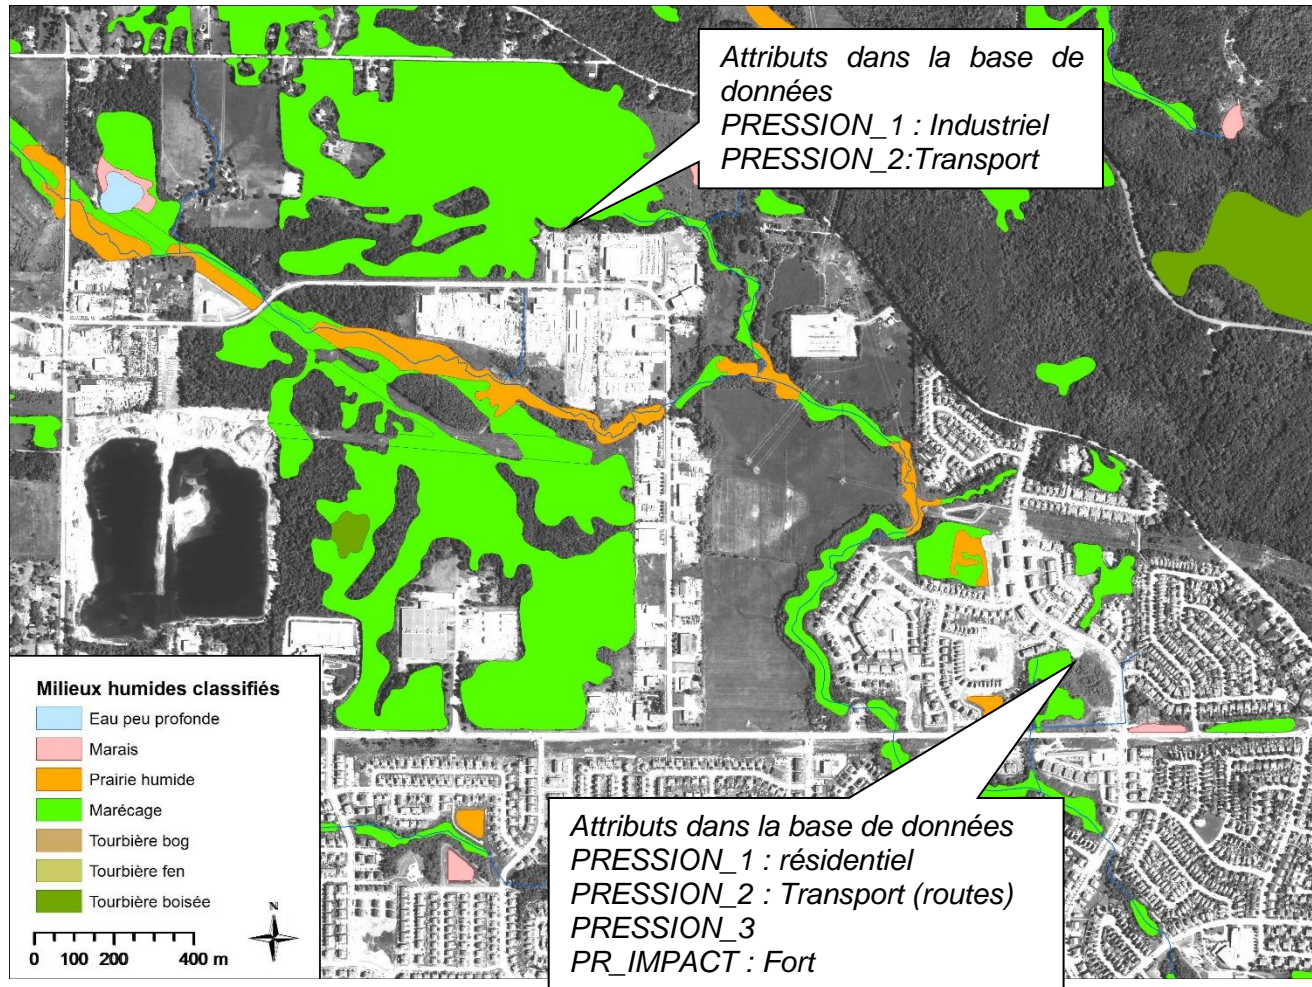 Attributs dans la base de
données
PRESSION_1 : Industriel
PRESSION_2:Transport
Milieux humides classifiés
Eau peu profonde
Marais
Prairie humide
Marécage
Tourbière bog
Tourbière fen
Tourbière boisée
N
0 100 200 400 m
Attributs dans la base de données
PRESSION_1 : résidentiel
PRESSION_2 : Transport (routes)
PRESSION_3
PR_IMPACT : Fort